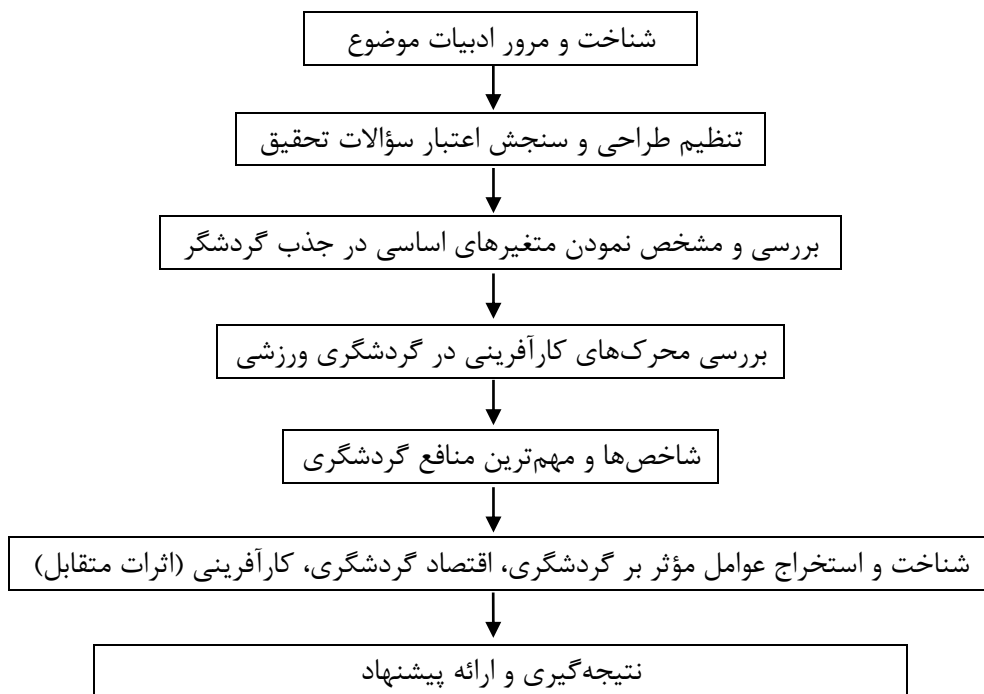 شناخت و مرور ادبیات موضوع
تنظیم طراحی و سنجش اعتبار سؤالات تحقیق
بررسی و مشخص نمودن متغیرهای اساسی در جذب گردشگر
بررسی محرک‌های کارآفرینی در گردشگری ورزشی
شاخص‌ها و مهم‌ترین منافع گردشگری
شناخت و استخراج عوامل مؤثر بر گردشگری، اقتصاد گردشگری، کارآفرینی (اثرات متقابل)
نتیجه‌گیری و ارائه پیشنهاد